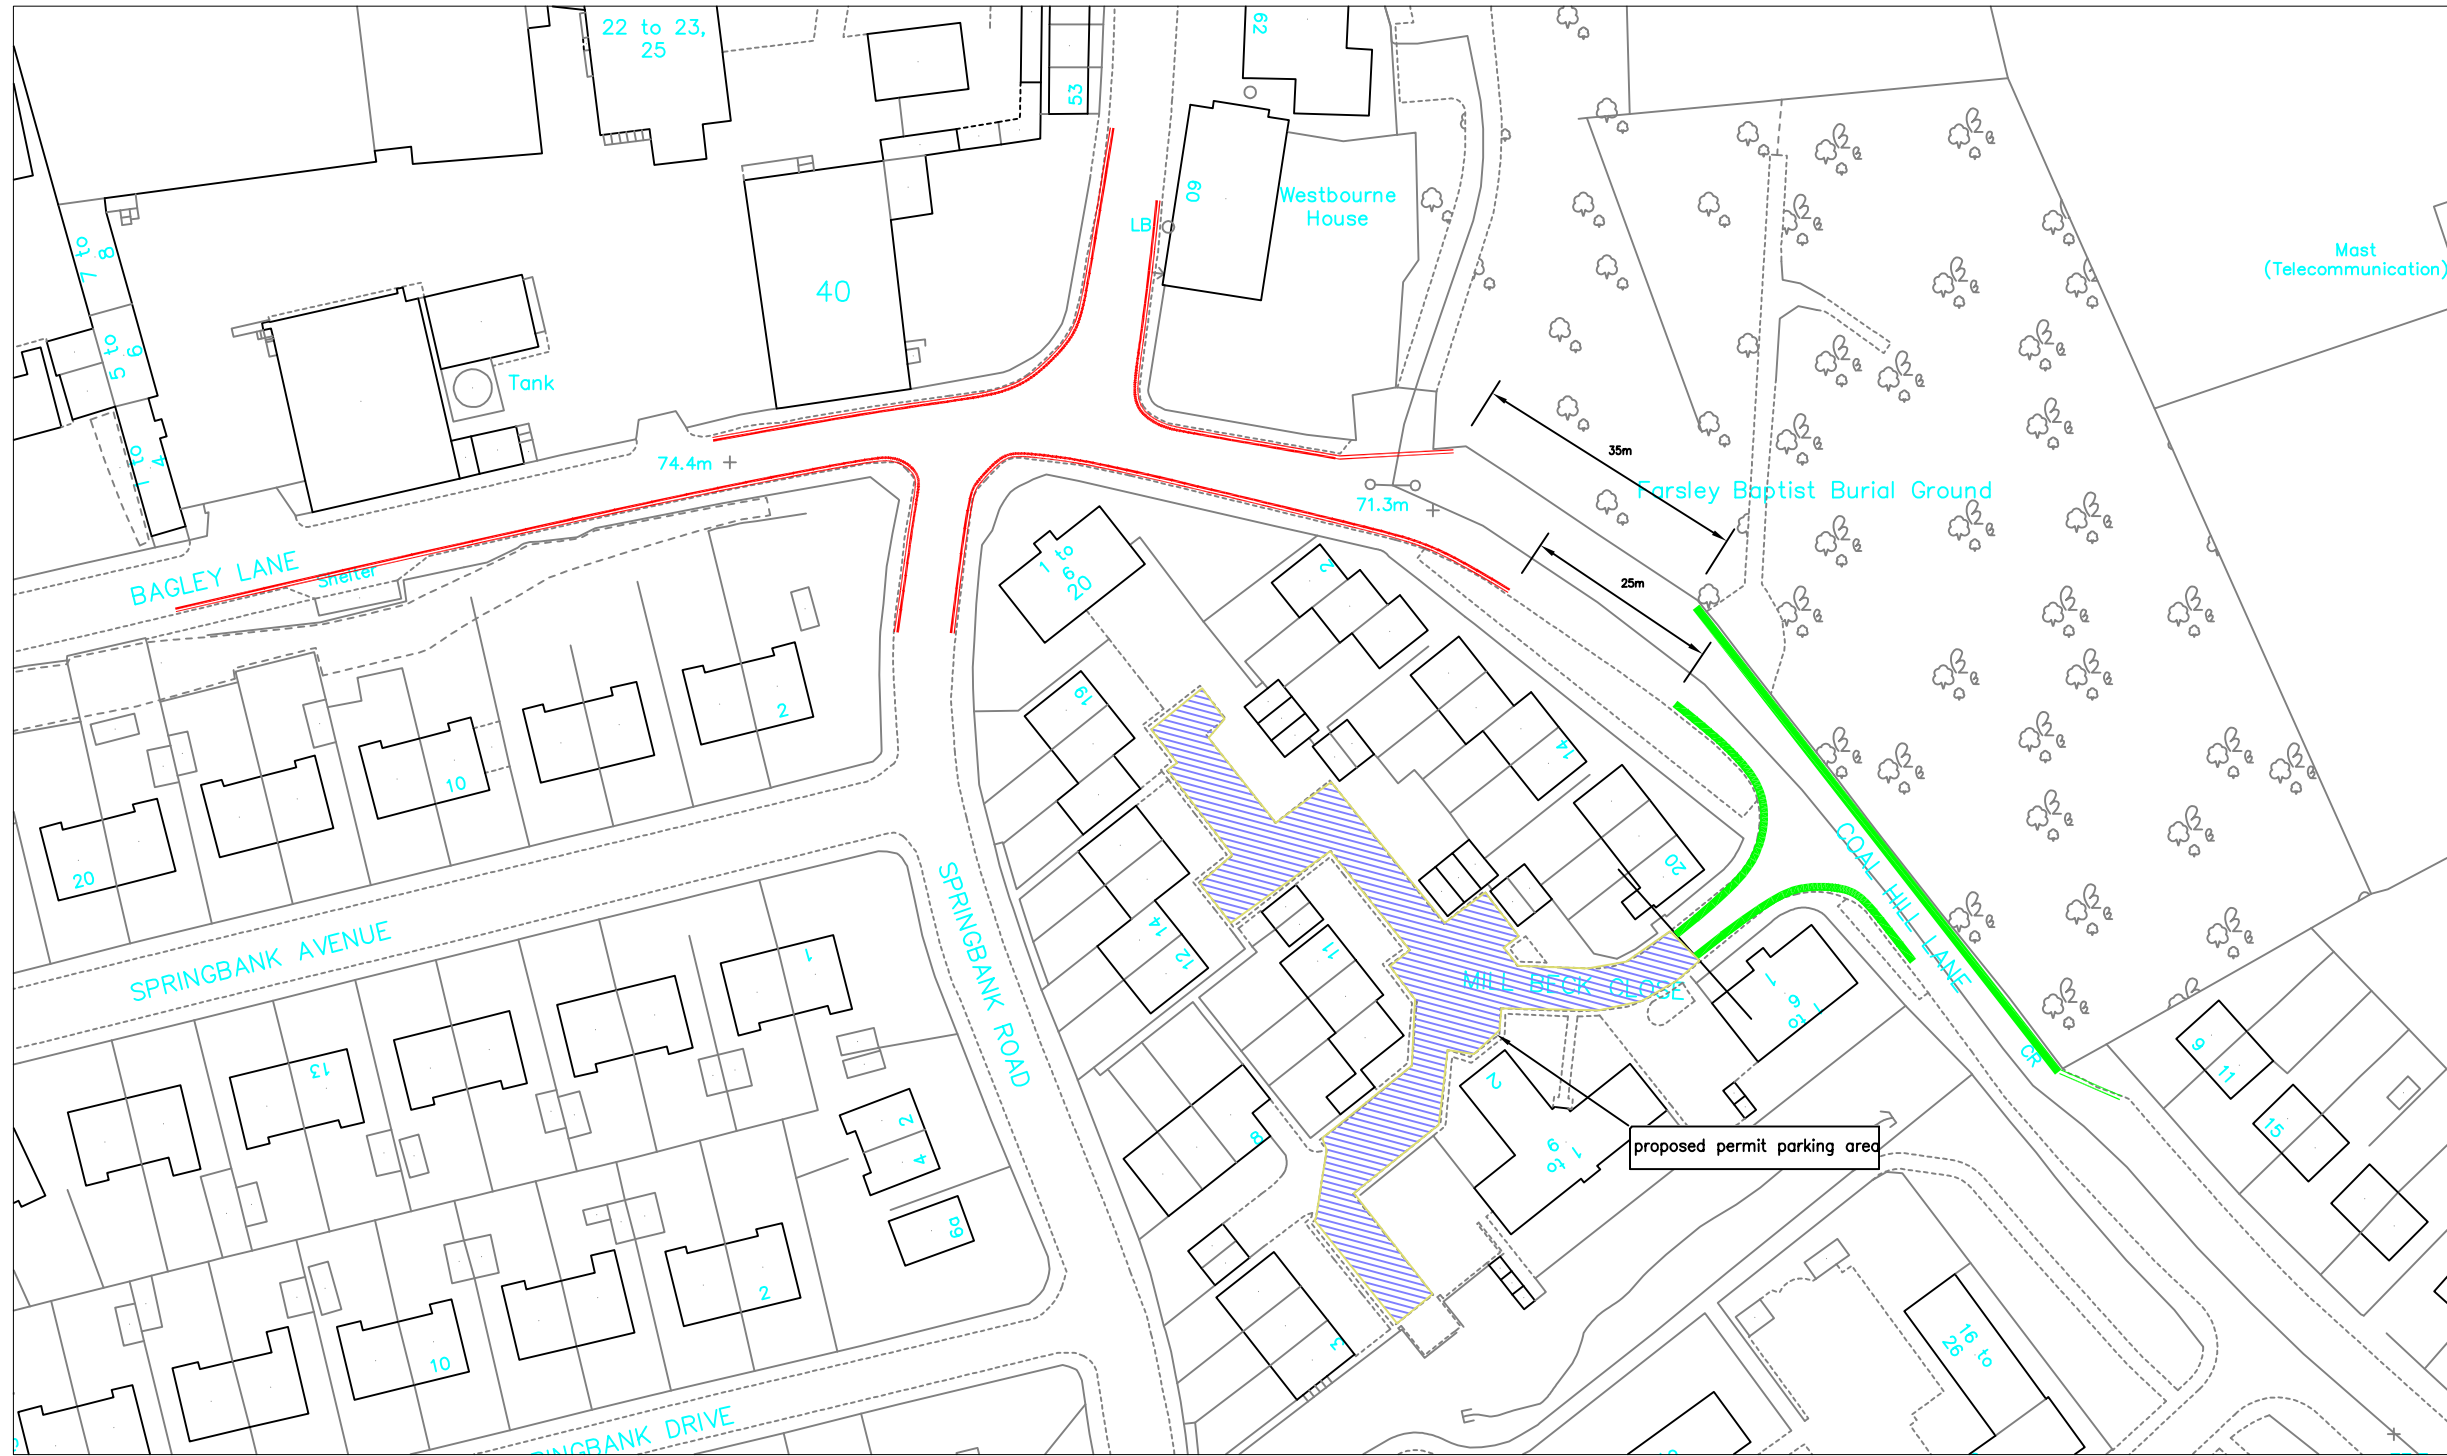 22 to 23,
25
62
53
60
Westbourne
House
LB
Mast
(Telecommunication)
7 to
8
40
5 to
6
Tank
1 to
4
74.4m
35m
Farsley Baptist Burial Ground
71.3m
25m
BAGLEY LANE
Shelter
1 to
9
20
2
19
2
14
10
20
20
COAL HILL LANE
SPRINGBANK AVENUE
1
SPRINGBANK ROAD
14
12
11
MILL BECK CLOSE
1
1 to 6
CR
9
11
13
2
4
15
2
8
1 to 9
proposed permit parking area
6a
2
10
3
16 to
26